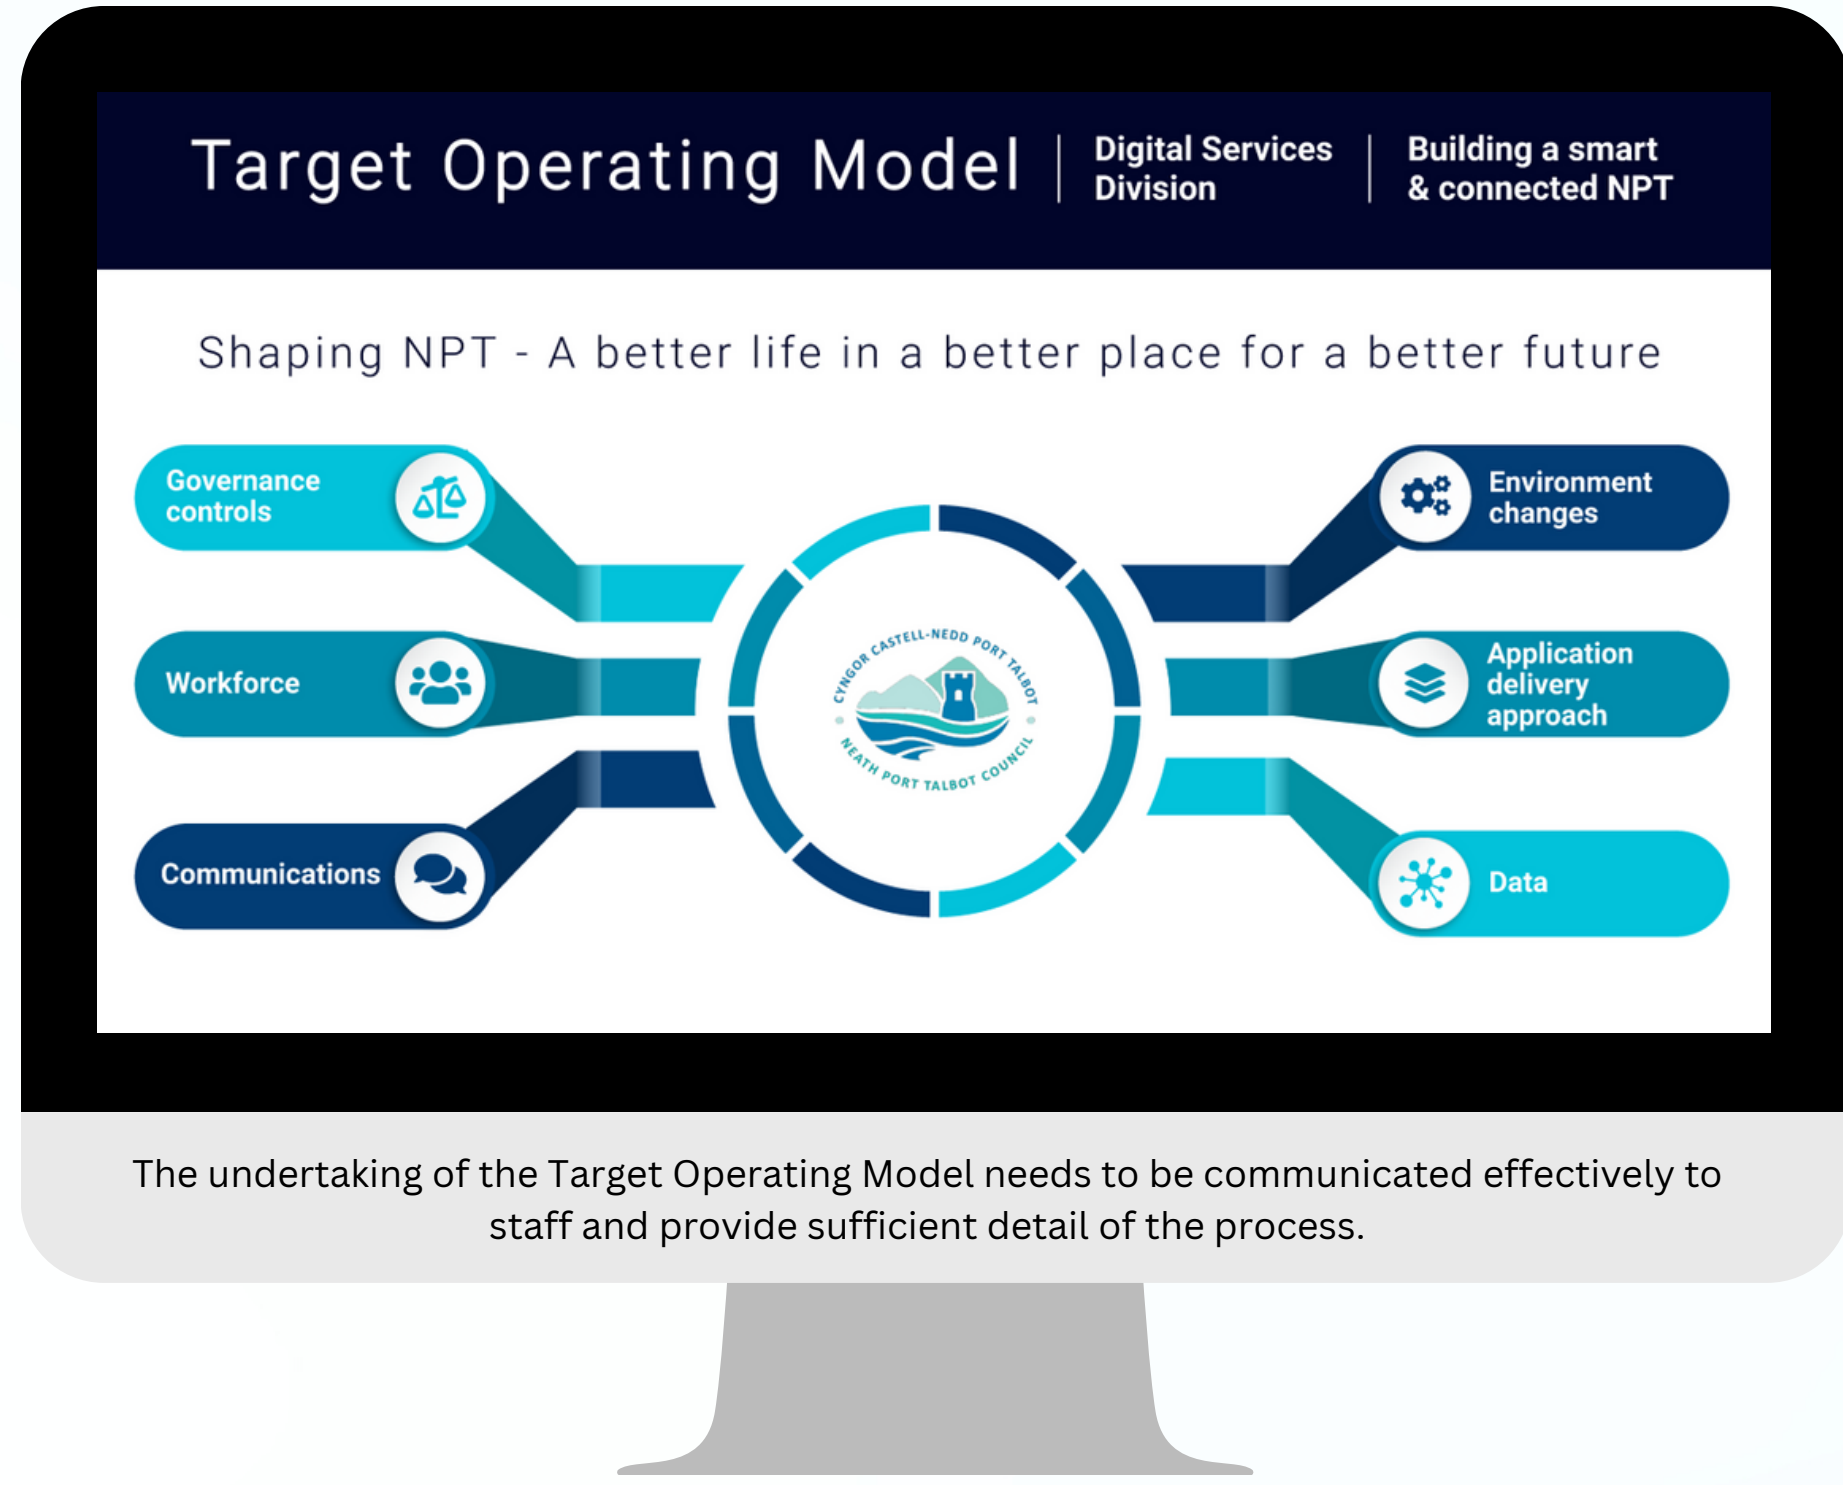 Target Operating Model
Digital Services
Division
Building a smart
& connected NPT
Shaping NPT - A better life in a better place for a better future
Governance
controls
Workforce
Communications
CYNGOR CASTELL-NEDD PORT TALBOT
NEATH PORT TALBOT COUNCIL
Environment
changes
Application
delivery
approach
Data
The undertaking of the Target Operating Model needs to be communicated effectively to
staff and provide sufficient detail of the process.